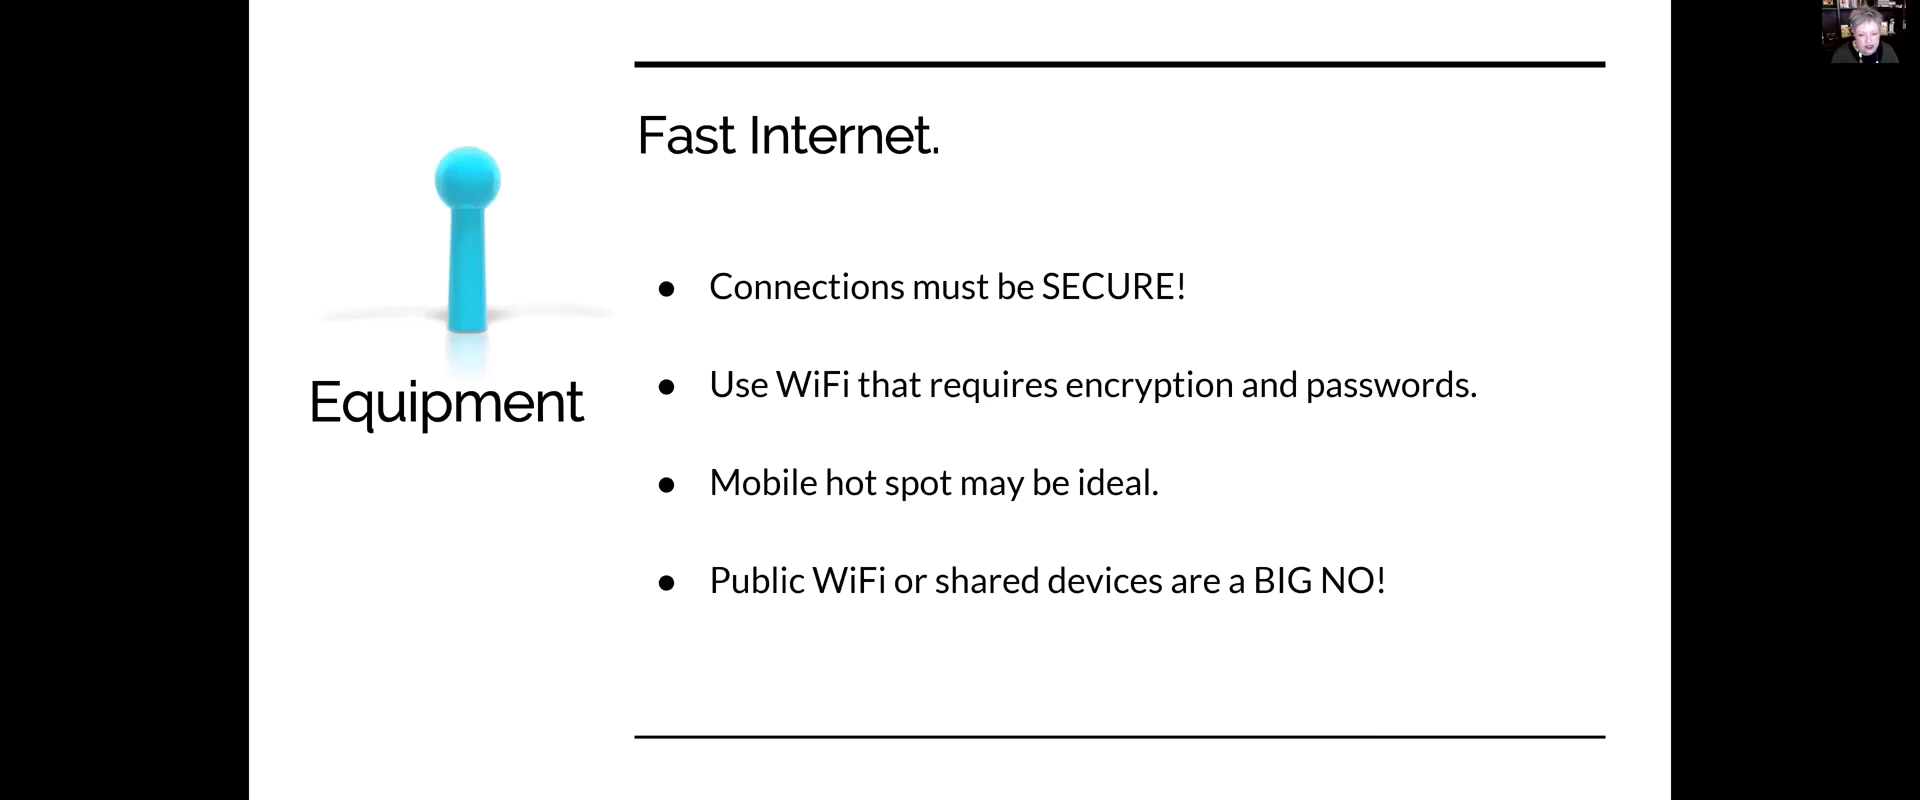 Fast Internet.
Equipment
● Connections must be SECURE!
● Use WiFi that requires encryption and passwords.
● Mobile hot spot may be ideal.
● Public WiFi or shared devices are a BIG NO!